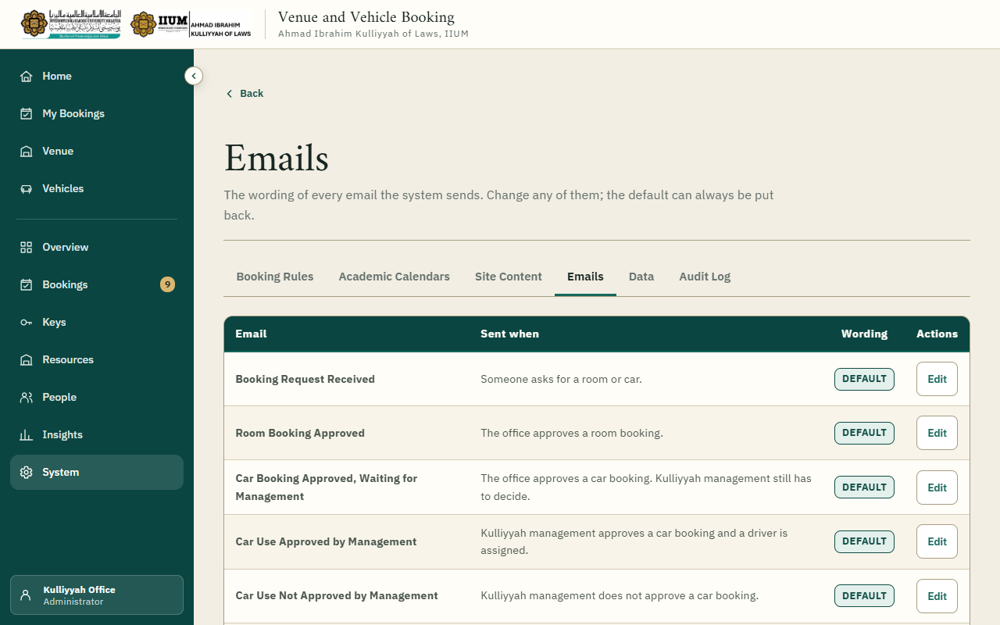 IIUM
AHMAD IBRAHIM
KULLIYYAH OF LAWS
Venue and Vehicle Booking
Ahmad Ibrahim Kulliyyah of Laws, IIUM
Home
My Bookings
Venue
Vehicles
Overview
Bookings 9
Keys
Resources
People
Insights
System
Kulliyyah Office
Administrator
Back
Emails
The wording of every email the system sends. Change any of them; the default can always be put
back.
Booking Rules Academic Calendars Site Content Emails Data Audit Log
Email Sent when Wording Actions
Booking Request Received Someone asks for a room or car. DEFAULT Edit
Room Booking Approved The office approves a room booking. DEFAULT Edit
Car Booking Approved, Waiting for
Management
The office approves a car booking. Kulliyyah management still has
to decide.
DEFAULT Edit
Car Use Approved by Management
Kulliyyah management approves a car booking and a driver is
assigned.
DEFAULT Edit
Car Use Not Approved by Management Kulliyyah management does not approve a car booking. DEFAULT Edit